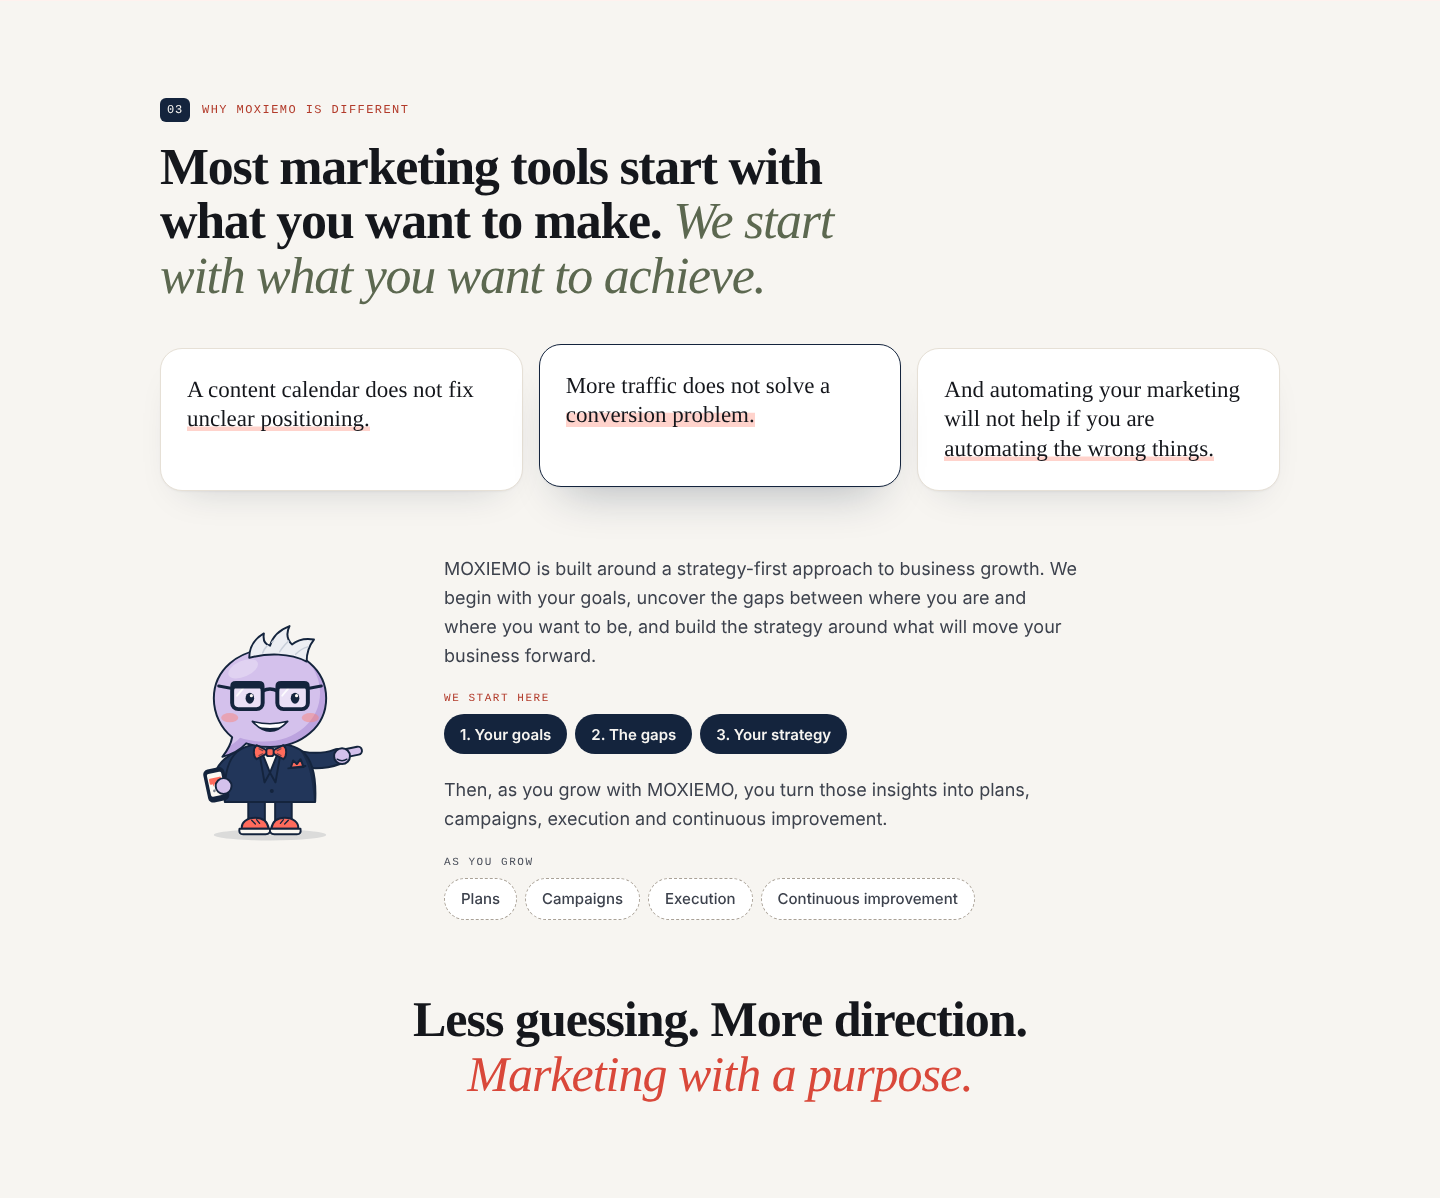 03 WHY MOXIEMO IS DIFFERENT
Most marketing tools start with
what you want to make. We start
with what you want to achieve.
A content calendar does not fix
unclear positioning.
More traffic does not solve a
conversion problem.
And automating your marketing
will not help if you are
automating the wrong things.
MOXIEMO is built around a strategy-first approach to business growth. We
begin with your goals, uncover the gaps between where you are and
where you want to be, and build the strategy around what will move your
business forward.
WE START HERE
1. Your goals 2. The gaps 3. Your strategy
Then, as you grow with MOXIEMO, you turn those insights into plans,
campaigns, execution and continuous improvement.
AS YOU GROW
Plans Campaigns Execution Continuous improvement
Less guessing. More direction.
Marketing with a purpose.